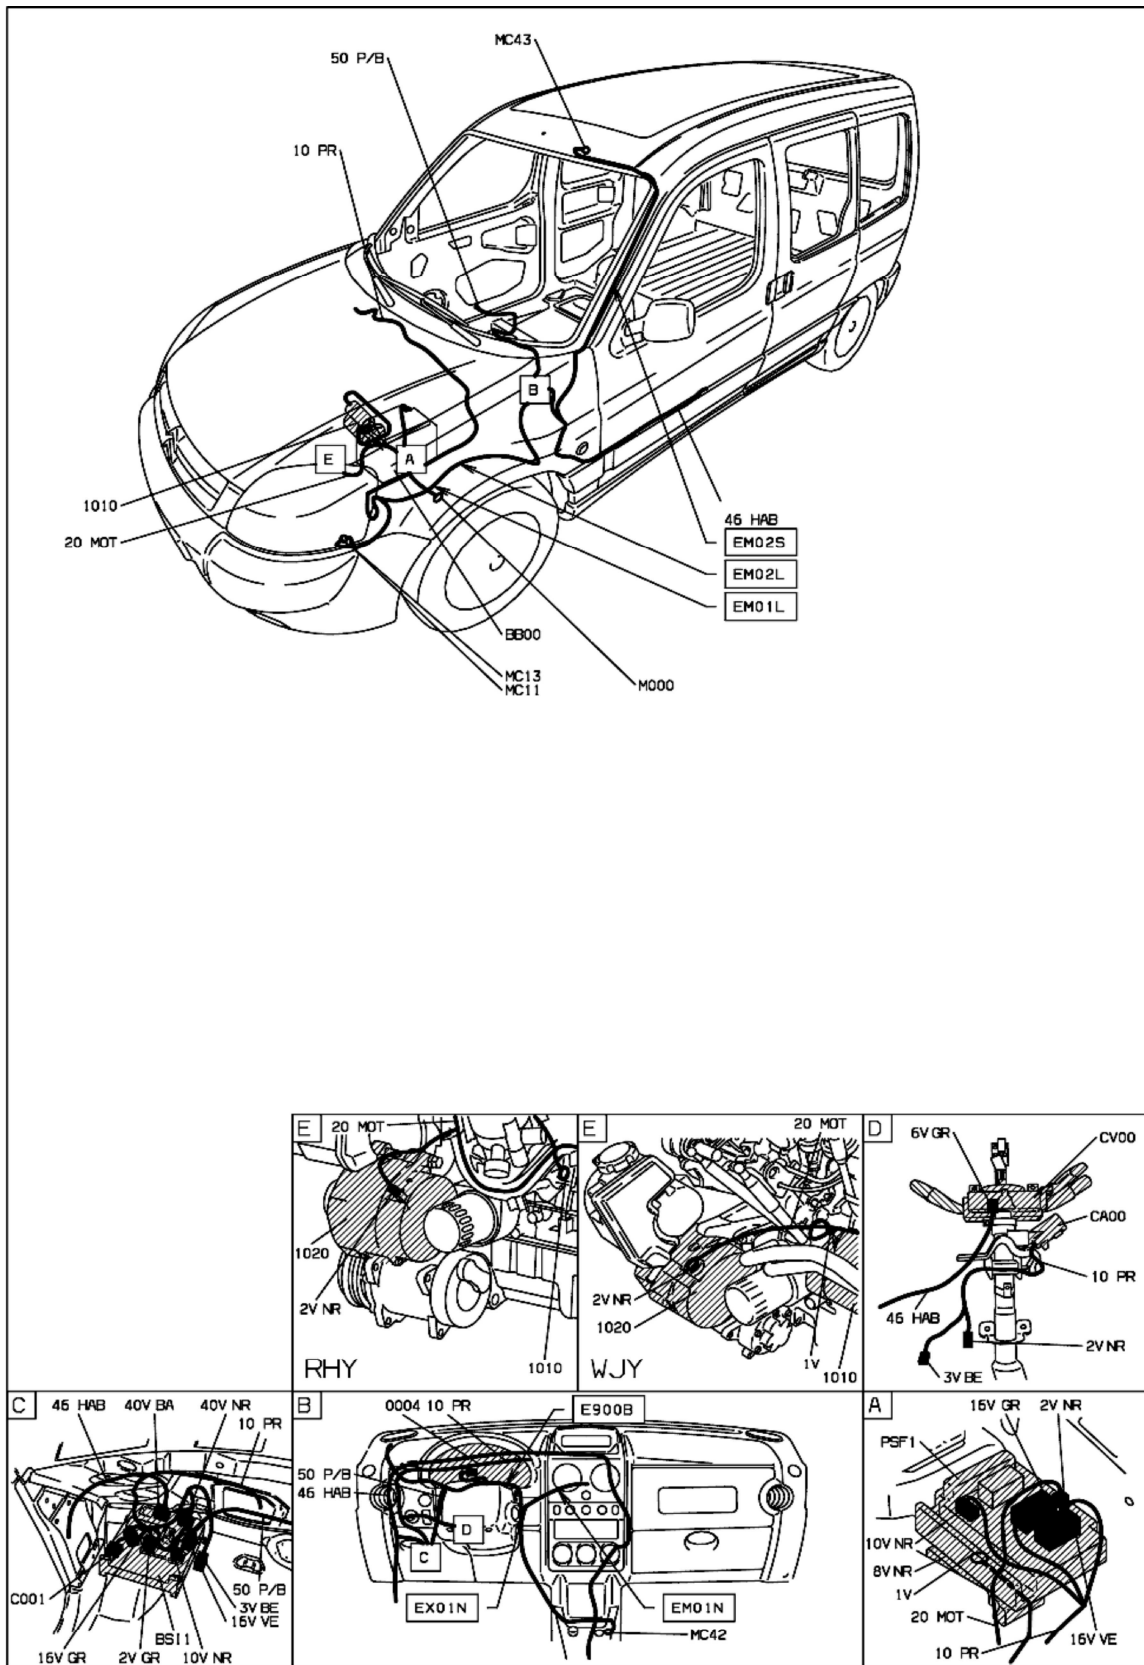 MC43
50 P/B
10 PR
B
E
A
1010
20 MOT
46 HAB
EM02S
EM02L
EM01L
BB00
MC13
MC11
M000
E
20 MOT
1020
2V NR
1010
RHY
E
20 MOT
2V NR
1020
1V
1010
WJY
D
6V GR
CV00
CA00
10 PR
46 HAB
2V NR
3V BE
C
46 HAB
40V BA
40V NR
10 PR
C001
50 P/B
3V BE
16V VE
BSI1
16V GR
2V GR
10V NR
B
0004
10 PR
E900B
50 P/B
46 HAB
D
C
EX01N
EM01N
MC42
A
16V GR
2V NR
PSF1
10V NR
8V NR
1V
20 MOT
10 PR
16V VE